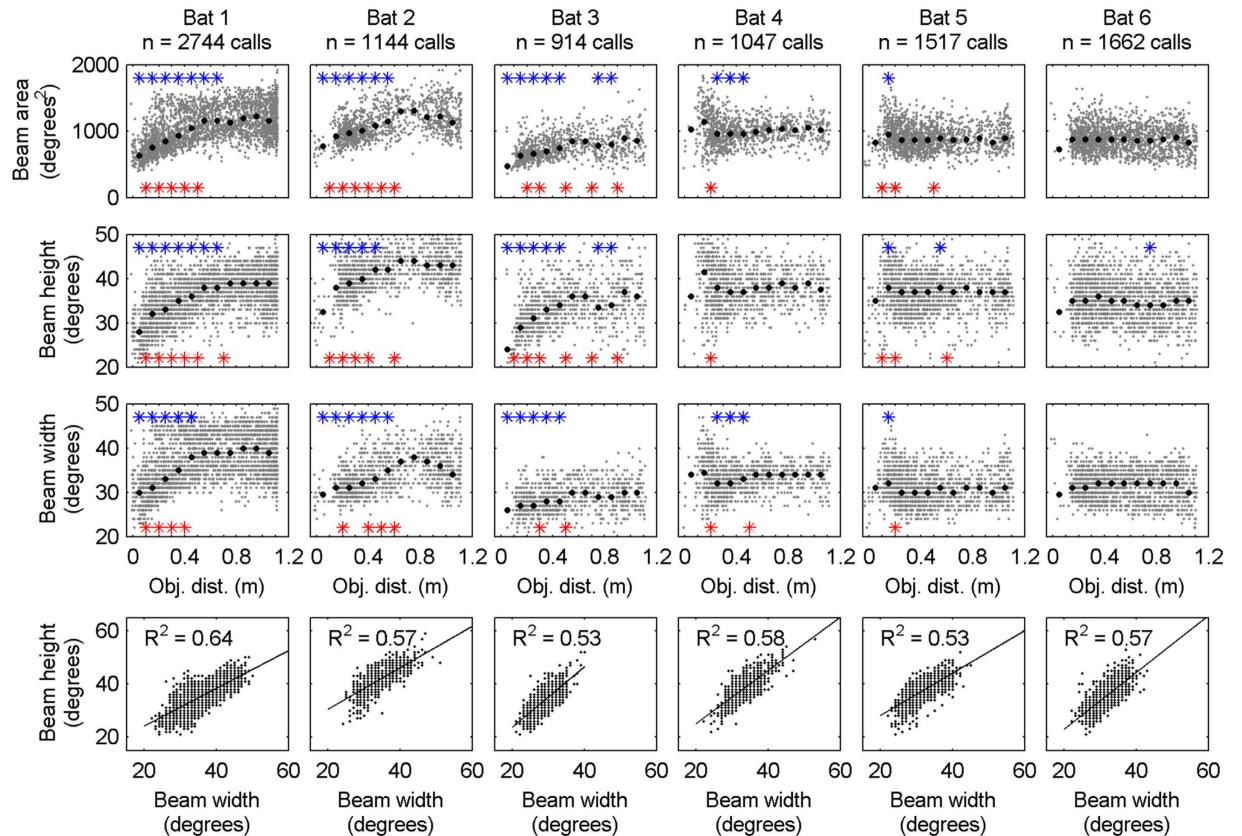 Bat 1 Bat 2 Bat 3 Bat 4 Bat 5 Bat 6
n = 2744 calls n = 1144 calls n = 914 calls n = 1047 calls n = 1517 calls n = 1662 calls
Beam area
(degrees²)
2000
1000
0
Beam height
(degrees)
50
40
30
20
Beam width
(degrees)
50
40
30
20
0 0.4 0.8 1.2 0 0.4 0.8 1.2 0 0.4 0.8 1.2 0 0.4 0.8 1.2 0 0.4 0.8 1.2 0 0.4 0.8 1.2
Obj. dist. (m) Obj. dist. (m) Obj. dist. (m) Obj. dist. (m) Obj. dist. (m) Obj. dist. (m)
Beam height
(degrees)
60
40
20
R² = 0.64 R² = 0.57 R² = 0.53 R² = 0.58 R² = 0.53 R² = 0.57
20 40 60 20 40 60 20 40 60 20 40 60 20 40 60 20 40 60
Beam width Beam width Beam width Beam width Beam width Beam width
(degrees) (degrees) (degrees) (degrees) (degrees) (degrees)